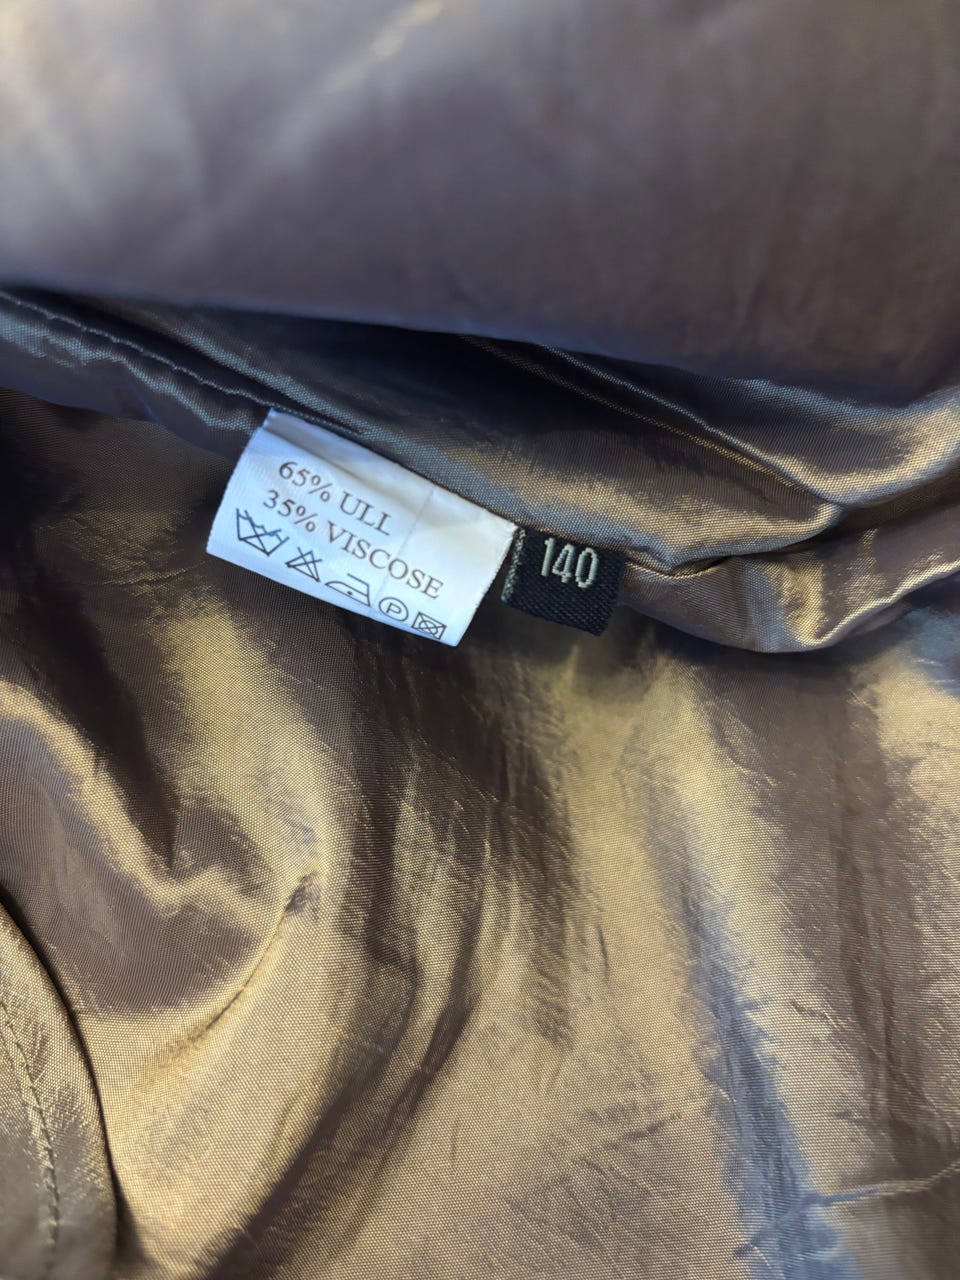 65% ULL
35% VISCOSE
P
140